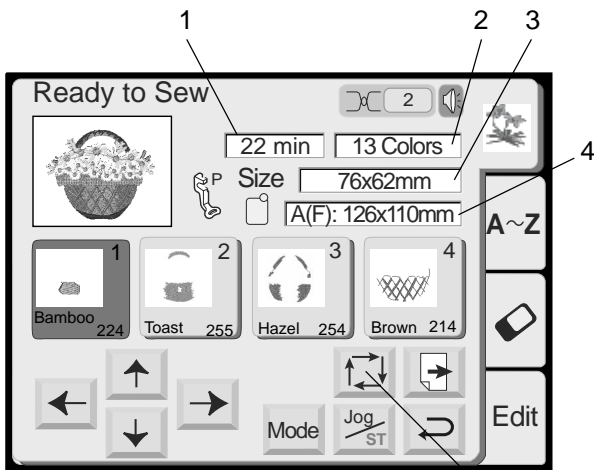 1 2 3
Ready to Sew
2
22 min 13 Colors
4
P Size 76x62mm
A(F): 126x110mm
A~Z
1 2 3 4
Bamboo 224 Toast 255 Hazel 254 Brown 214
Mode Jog/ST Edit